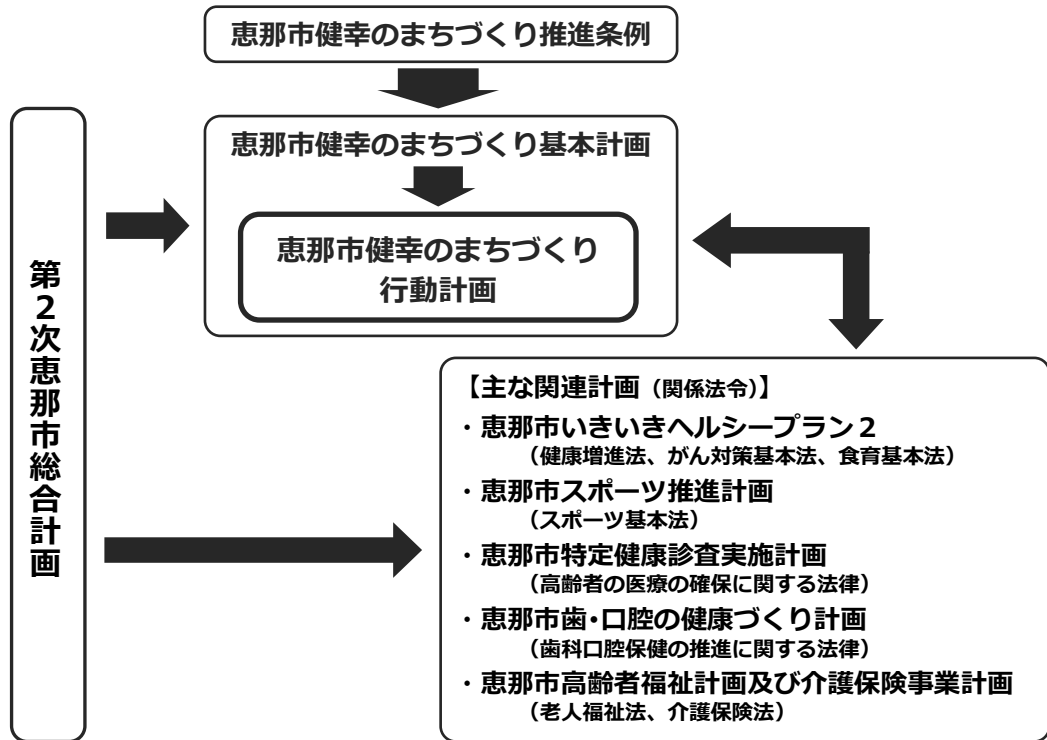 恵那市健幸のまちづくり推進条例
恵那市健幸のまちづくり基本計画
恵那市健幸のまちづくり
行動計画
第2次恵那市総合計画
【主な関連計画（関係法令）】
・恵那市いきいきヘルシープラン２
（健康増進法、がん対策基本法、食育基本法）
・恵那市スポーツ推進計画
（スポーツ基本法）
・恵那市特定健康診査実施計画
（高齢者の医療の確保に関する法律）
・恵那市歯・口腔の健康づくり計画
（歯科口腔保健の推進に関する法律）
・恵那市高齢者福祉計画及び介護保険事業計画
（老人福祉法、介護保険法）